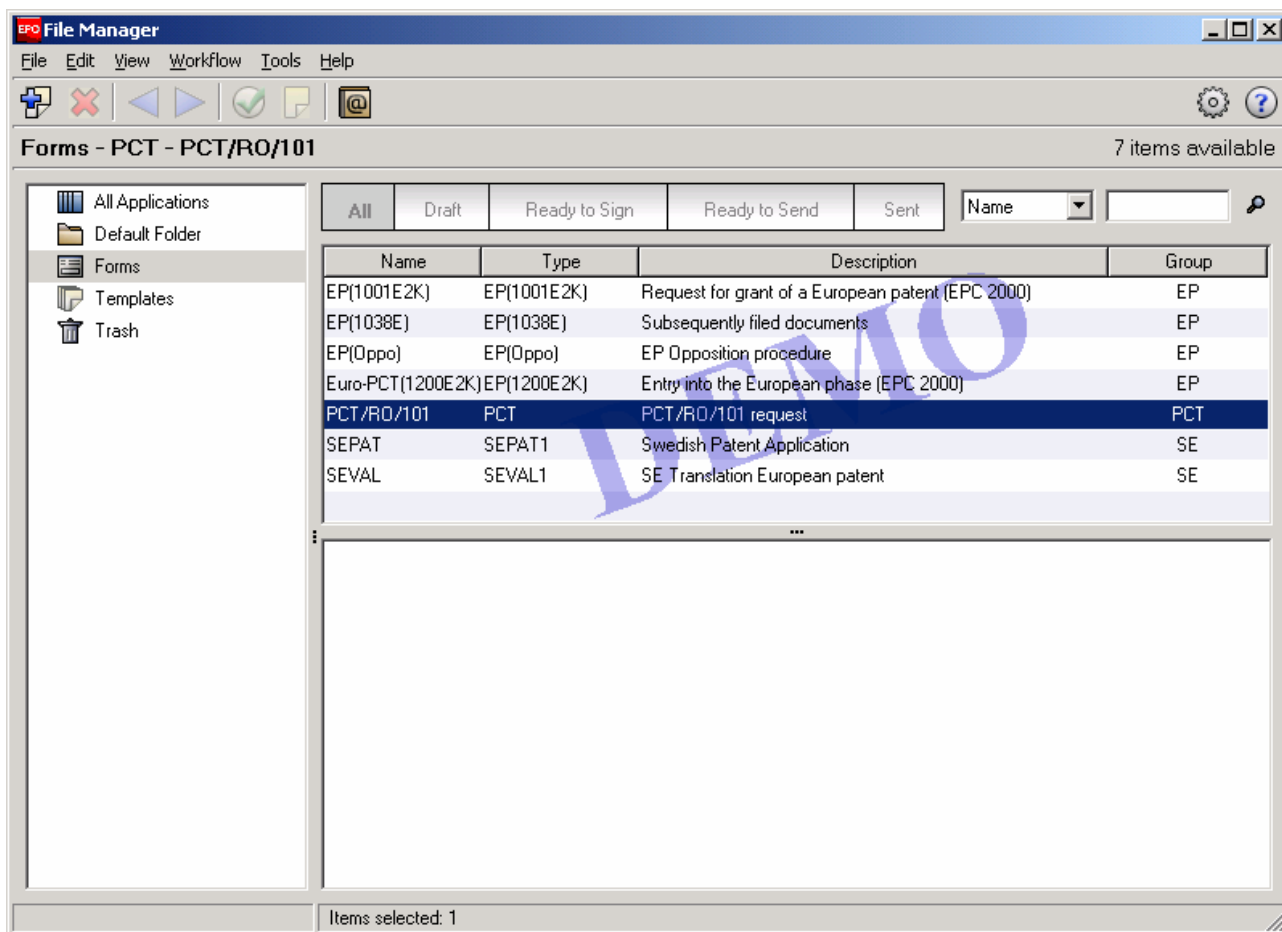 EPO File Manager
File Edit View Workflow Tools Help
Forms - PCT - PCT/RO/101 7 items available
All Applications
Default Folder
Forms
Templates
Trash
All Draft Ready to Sign Ready to Send Sent Name
Name Type Description Group
EP(1001E2K) EP(1001E2K) Request for grant of a European patent (EPC 2000) EP
EP(1038E) EP(1038E) Subsequently filed documents EP
EP(Oppo) EP(Oppo) EP Opposition procedure EP
Euro-PCT(1200E2K) EP(1200E2K) Entry into the European phase (EPC 2000) EP
PCT/RO/101 PCT PCT/RO/101 request PCT
SEPAT SEPAT1 Swedish Patent Application SE
SEVAL SEVAL1 SE Translation European patent SE
DEMO
Items selected: 1